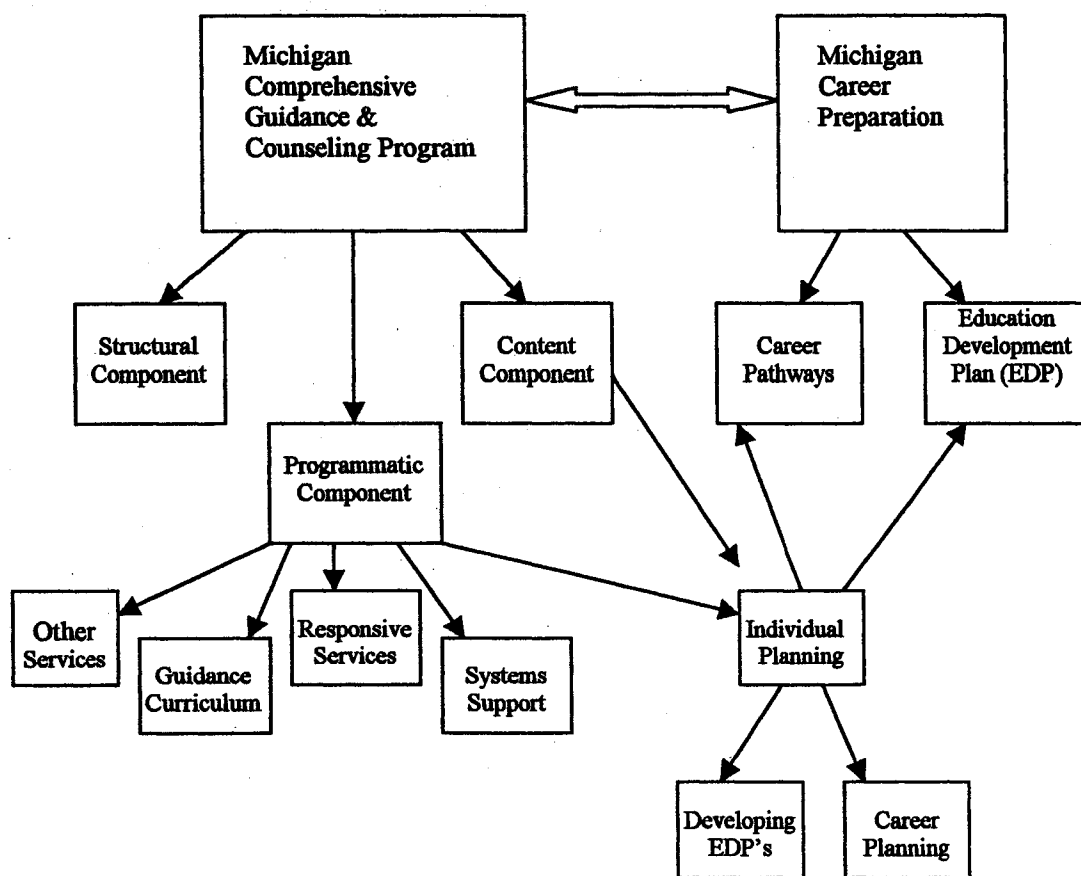 Michigan
Comprehensive
Guidance &
Counseling Program
Michigan
Career
Preparation
Structural
Component
Content
Component
Career
Pathways
Education
Development
Plan (EDP)
Programmatic
Component
Other
Services
Guidance
Curriculum
Responsive
Services
Systems
Support
Individual
Planning
Developing
EDP's
Career
Planning